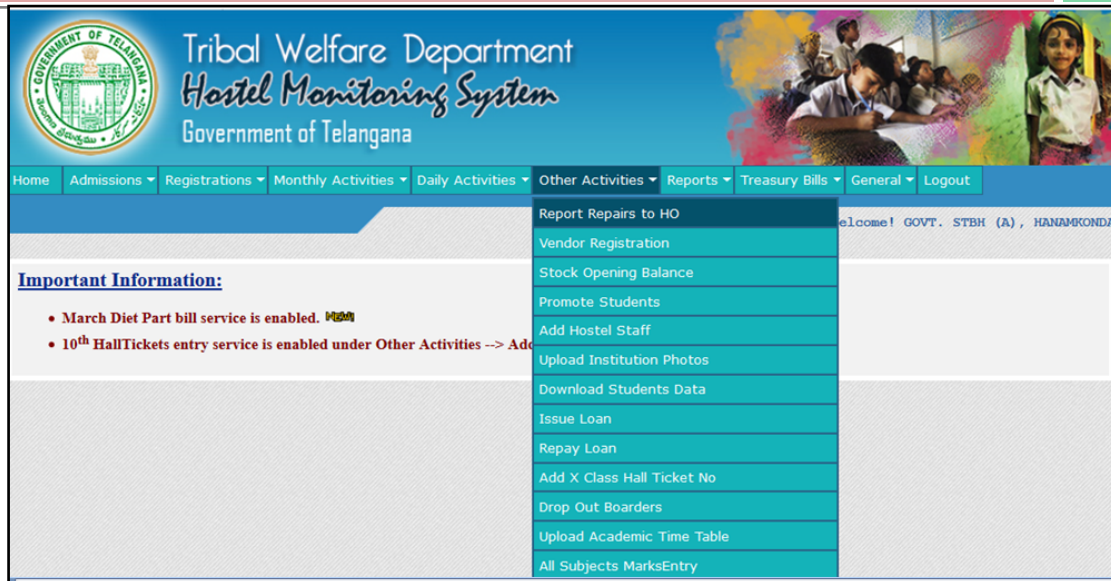 GOVERNMENT OF TELANGANA
Tribal Welfare Department
Hostel Monitoring System
Government of Telangana
Home Admissions Registrations Monthly Activities Daily Activities Other Activities Reports Treasury Bills General Logout
elcome! GOVT. STBH (A), HANAMKONDA
Report Repairs to HO
Vendor Registration
Stock Opening Balance
Promote Students
Add Hostel Staff
Upload Institution Photos
Download Students Data
Issue Loan
Repay Loan
Add X Class Hall Ticket No
Drop Out Boarders
Upload Academic Time Table
All Subjects MarksEntry
Important Information:
• March Diet Part bill service is enabled. NEW!
• 10th HallTickets entry service is enabled under Other Activities --> Add